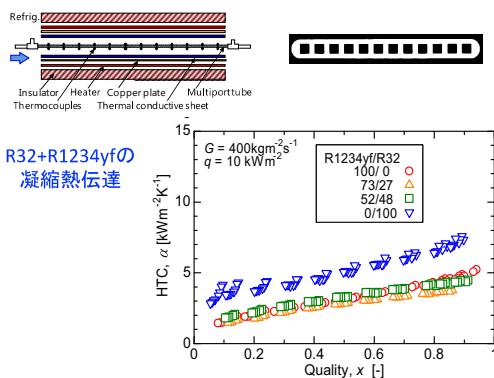 Refrig.
Insulator
Heater
Copper plate
Multiport tube
Thermocouples
Thermal conductive sheet
R32+R1234yfの
凝縮熱伝達
G = 400kgm⁻²s⁻¹
q = 10 kWm⁻²
R1234yf/R32
100/ 0
73/27
52/48
0/100
HTC, α [kWm⁻²K⁻¹]
15
10
5
0
0
0.2
0.4
0.6
0.8
1
Quality, x [-]